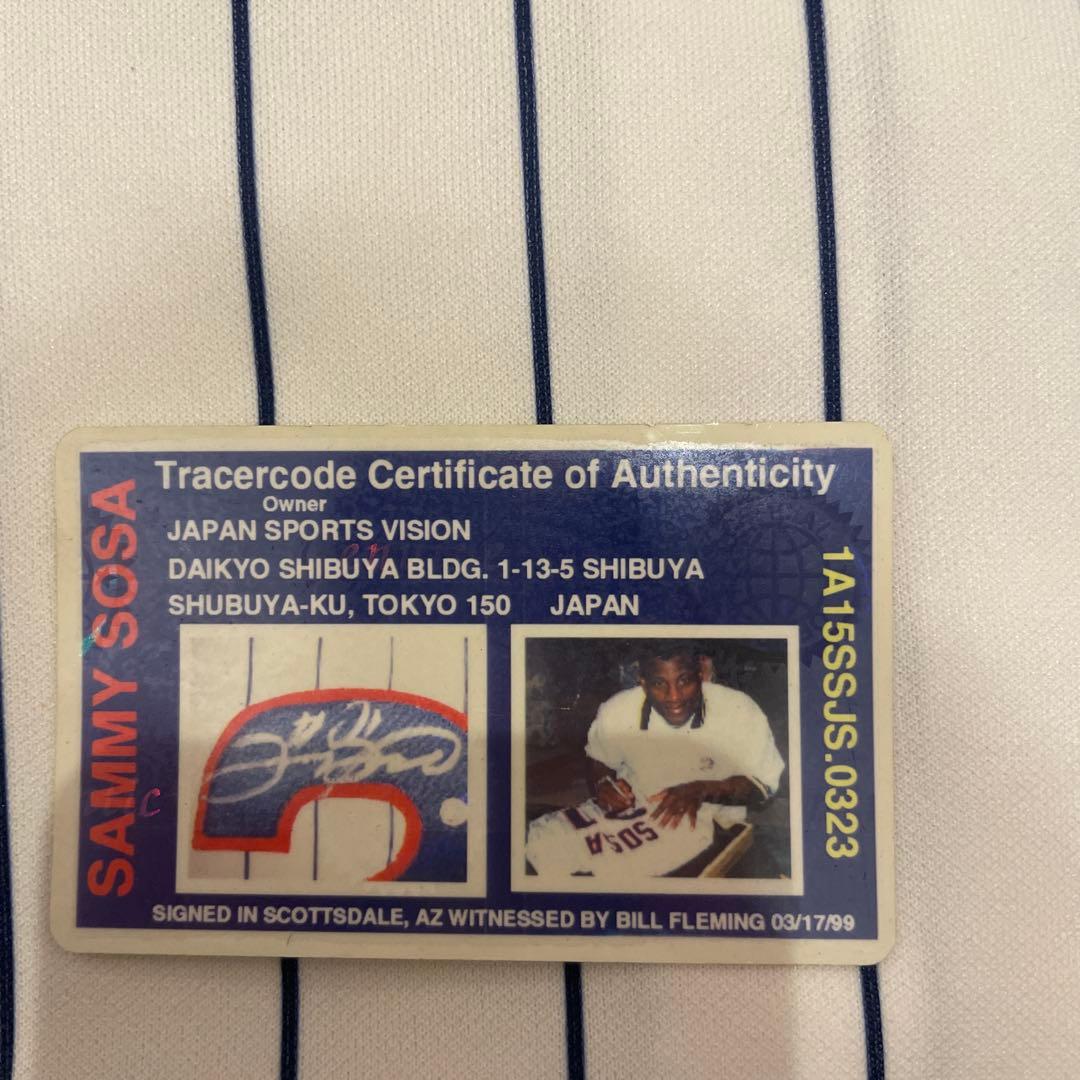 Tracercode Certificate of Authenticity
Owner
JAPAN SPORTS VISION
DAIKYO SHIBUYA BLDG. 1-13-5 SHIBUYA
SHUBUYA-KU, TOKYO 150 JAPAN
SAMMY SOSA
1A15SSJS.0323
SOSA
SIGNED IN SCOTTSDALE, AZ WITNESSED BY BILL FLEMING 03/17/99